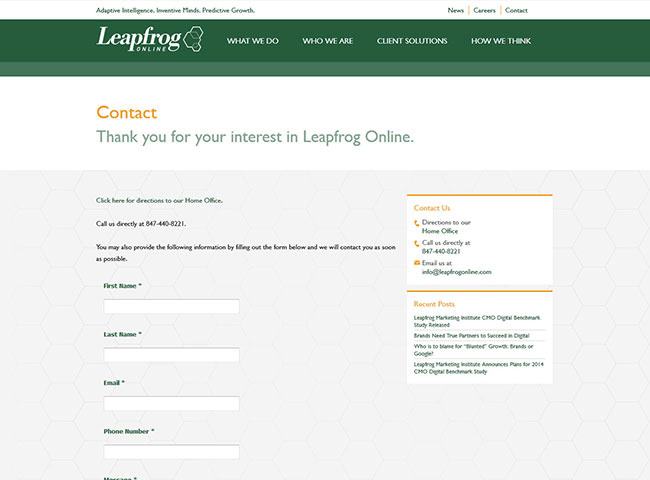 Adaptive Intelligence, Inventive Minds, Predictive Growth,
News Careers Contact
Leapfrog
ONLINE
WHAT WE DO WHO WE ARE CLIENT SOLUTIONS HOW WE THINK
Contact
Thank you for your interest in Leapfrog Online.
Click here for directions to our Home Office.
Call us directly at 847-440-8221.
You may also provide the following information by filling out the form below and we will contact you as soon
as possible.
First Name *
Last Name *
Email *
Phone Number *
Message *
Contact Us
Directions to our
Home Office
Call us directly at
847-440-8221
Email us at
info@leapfrogonline.com
Recent Posts
Leapfrog Marketing Institute CMO Digital Benchmark
Study Released
Brands Need True Partners to Succeed in Digital
Who is to blame for "Blunted" Growth: Brands or
Google?
Leapfrog Marketing Institute Announces Plans for 2014
CMO Digital Benchmark Study